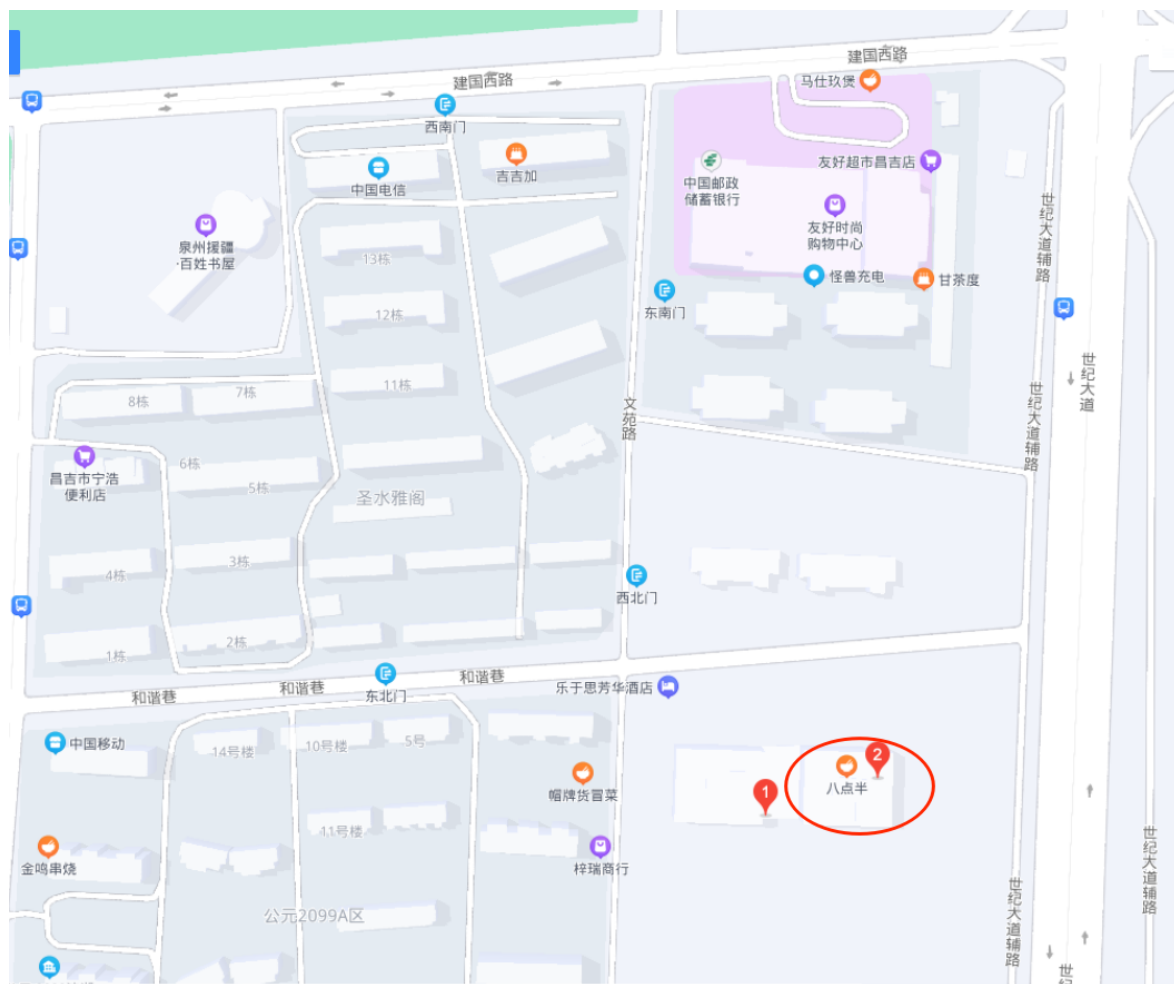 建国西路
建国西路
马仕玖煲
西南门
中国电信
吉吉加
中国邮政
储蓄银行
友好超市昌吉店
友好时尚
购物中心
世纪大道辅路
泉州援疆
·百姓书屋
13栋
怪兽充电
甘茶度
东南门
12栋
世纪大道
11栋
7栋
8栋
文苑路
世纪大道辅路
昌吉市宁浩
便利店
6栋
5栋
圣水雅阁
3栋
4栋
西北门
2栋
1栋
和谐巷
和谐巷
和谐巷
东北门
乐于思芳华酒店
中国移动
14号楼
10号楼
5号
1
2
八点半
帽牌货冒菜
11号楼
金鸣串烧
梓瑞商行
世纪大道辅路
公元2099A区
世纪大道辅路
世